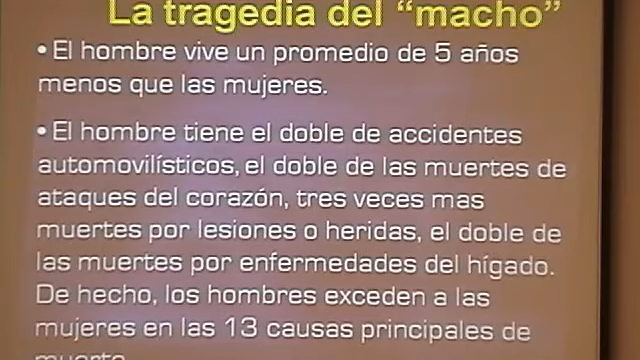 La tragedia del “macho”
• El hombre vive un promedio de 5 años
menos que las mujeres.
• El hombre tiene el doble de accidentes
automovilísticos, el doble de las muertes de
ataques del corazón, tres veces mas
muertes por lesiones o heridas, el doble de
las muertes por enfermedades del hígado.
De hecho, los hombres exceden a las
mujeres en las 13 causas principales de
muerte.